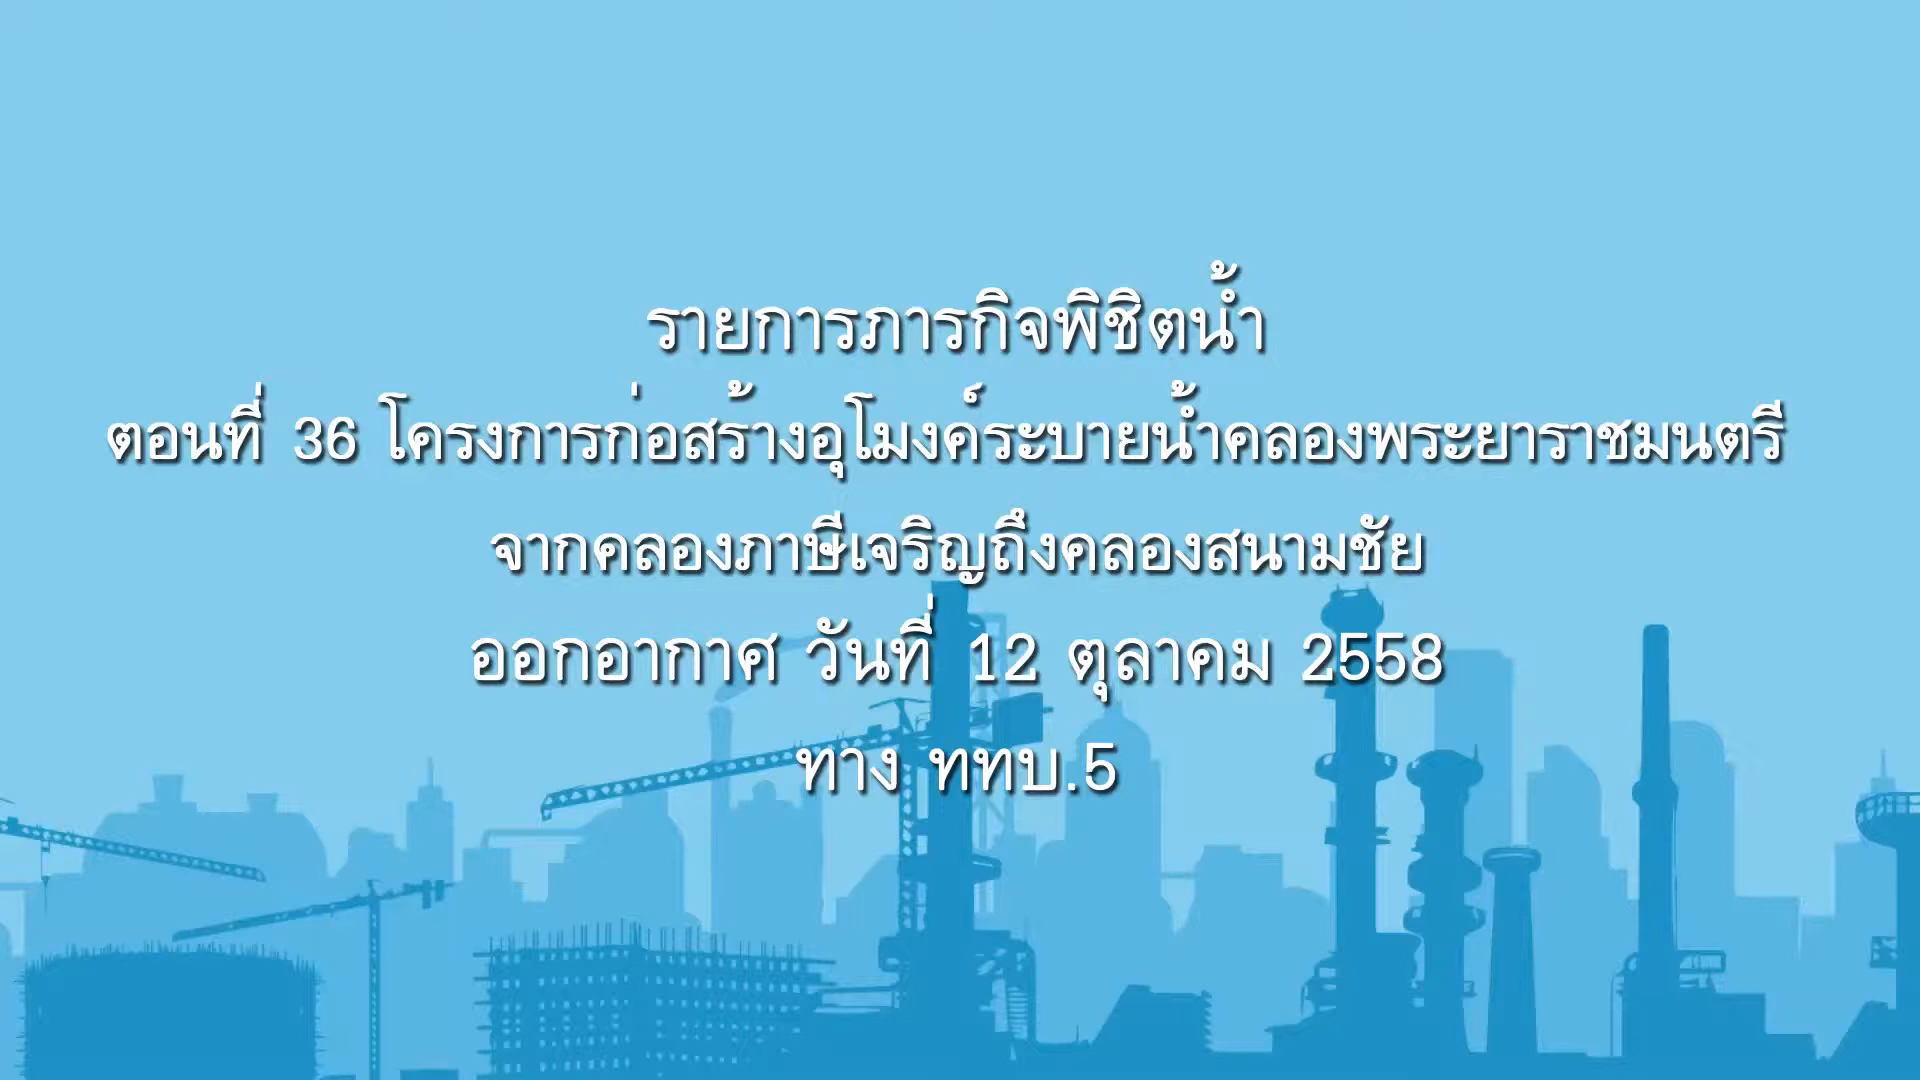 รายการภารกิจพิชิตน้ำ
ตอนที่ 36 โครงการก่อสร้างอุโมงค์ระบายน้ำคลองพระยาราชมนตรี
จากคลองภาษีเจริญถึงคลองสนามชัย
ออกอากาศ วันที่ 12 ตุลาคม 2558
ทาง ททบ.5